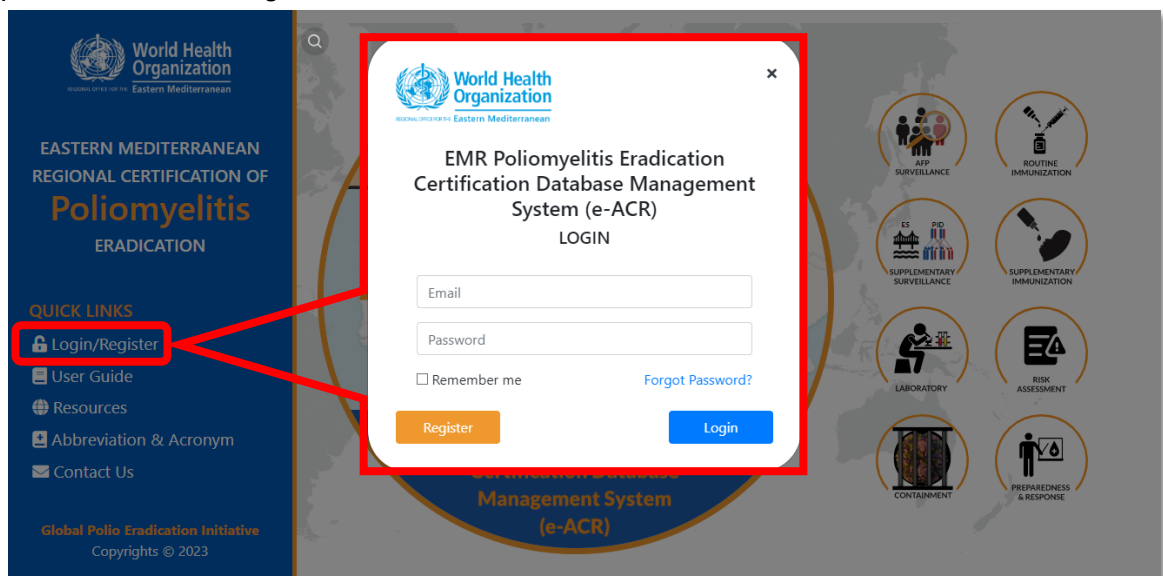 World Health
Organization
REGIONAL OFFICE FOR THE Eastern Mediterranean
EASTERN MEDITERRANEAN
REGIONAL CERTIFICATION OF
Poliomyelitis
ERADICATION
QUICK LINKS
Login/Register
User Guide
Resources
Abbreviation & Acronym
Contact Us
Global Polio Eradication Initiative
Copyrights © 2023
World Health
Organization
REGIONAL OFFICE FOR THE Eastern Mediterranean
×
EMR Poliomyelitis Eradication
Certification Database Management
System (e-ACR)
LOGIN
Email
Password
Remember me
Forgot Password?
Register
Login
Certification Database
Management System
(e-ACR)
AFP
SURVEILLANCE
ROUTINE
IMMUNIZATION
ES PID
SUPPLEMENTARY
SURVEILLANCE
SUPPLEMENTARY
IMMUNIZATION
LABORATORY
RISK
ASSESSMENT
CONTAINMENT
PREPAREDNESS
& RESPONSE